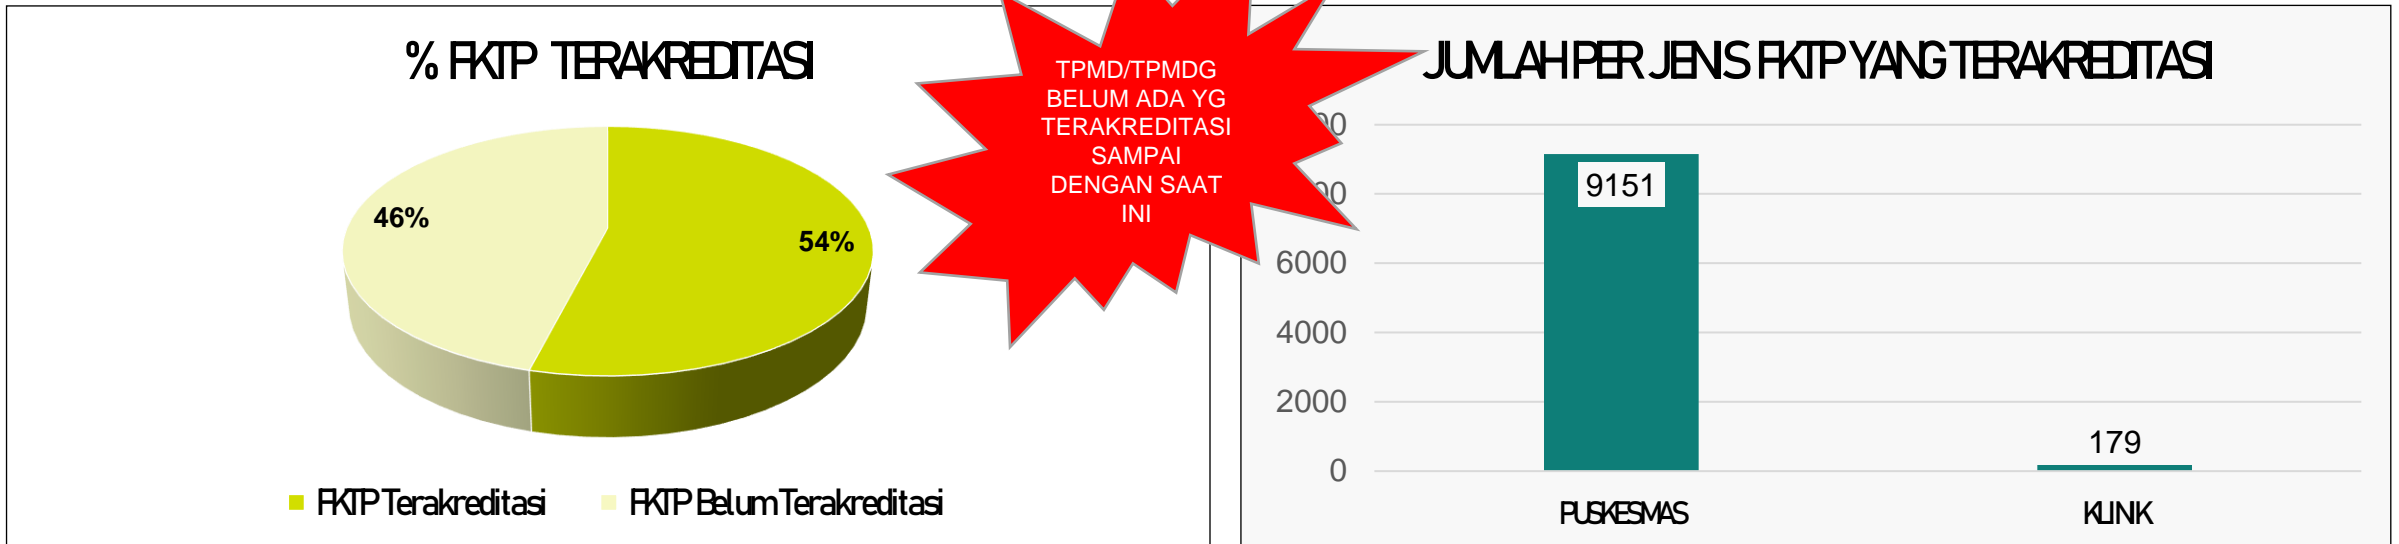 % FKTP TERAKREDITASI
46%
54%
FKTP Terakreditasi
FKTP Belum Terakreditasi
TPMD/TPMDG
BELUM ADA YG
TERAKREDITASI
SAMPAI
DENGAN SAAT
INI
JUMLAH PER JENIS FKTP YANG TERAKREDITASI
6000
4000
2000
0
9151
179
PUSKESMAS
KLINIK